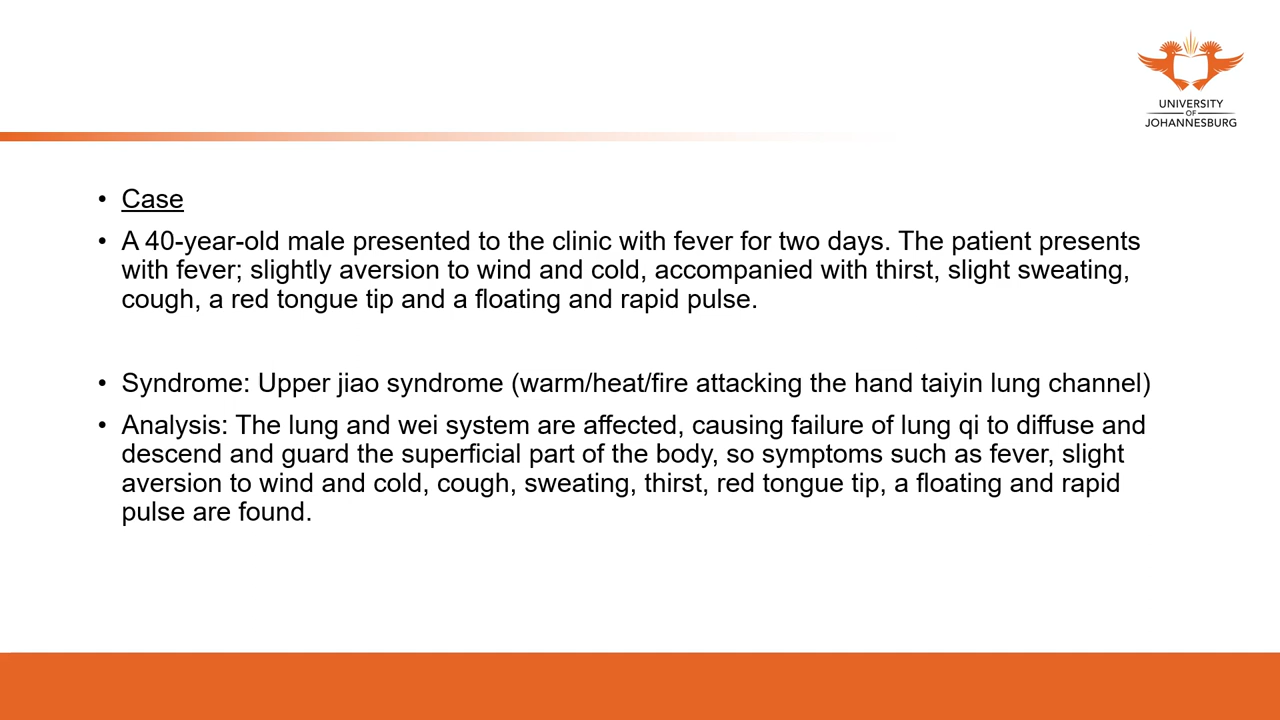 UNIVERSITY
OF
JOHANNESBURG
• Case
• A 40-year-old male presented to the clinic with fever for two days. The patient presents
with fever; slightly aversion to wind and cold, accompanied with thirst, slight sweating,
cough, a red tongue tip and a floating and rapid pulse.
• Syndrome: Upper jiao syndrome (warm/heat/fire attacking the hand taiyin lung channel)
• Analysis: The lung and wei system are affected, causing failure of lung qi to diffuse and
descend and guard the superficial part of the body, so symptoms such as fever, slight
aversion to wind and cold, cough, sweating, thirst, red tongue tip, a floating and rapid
pulse are found.